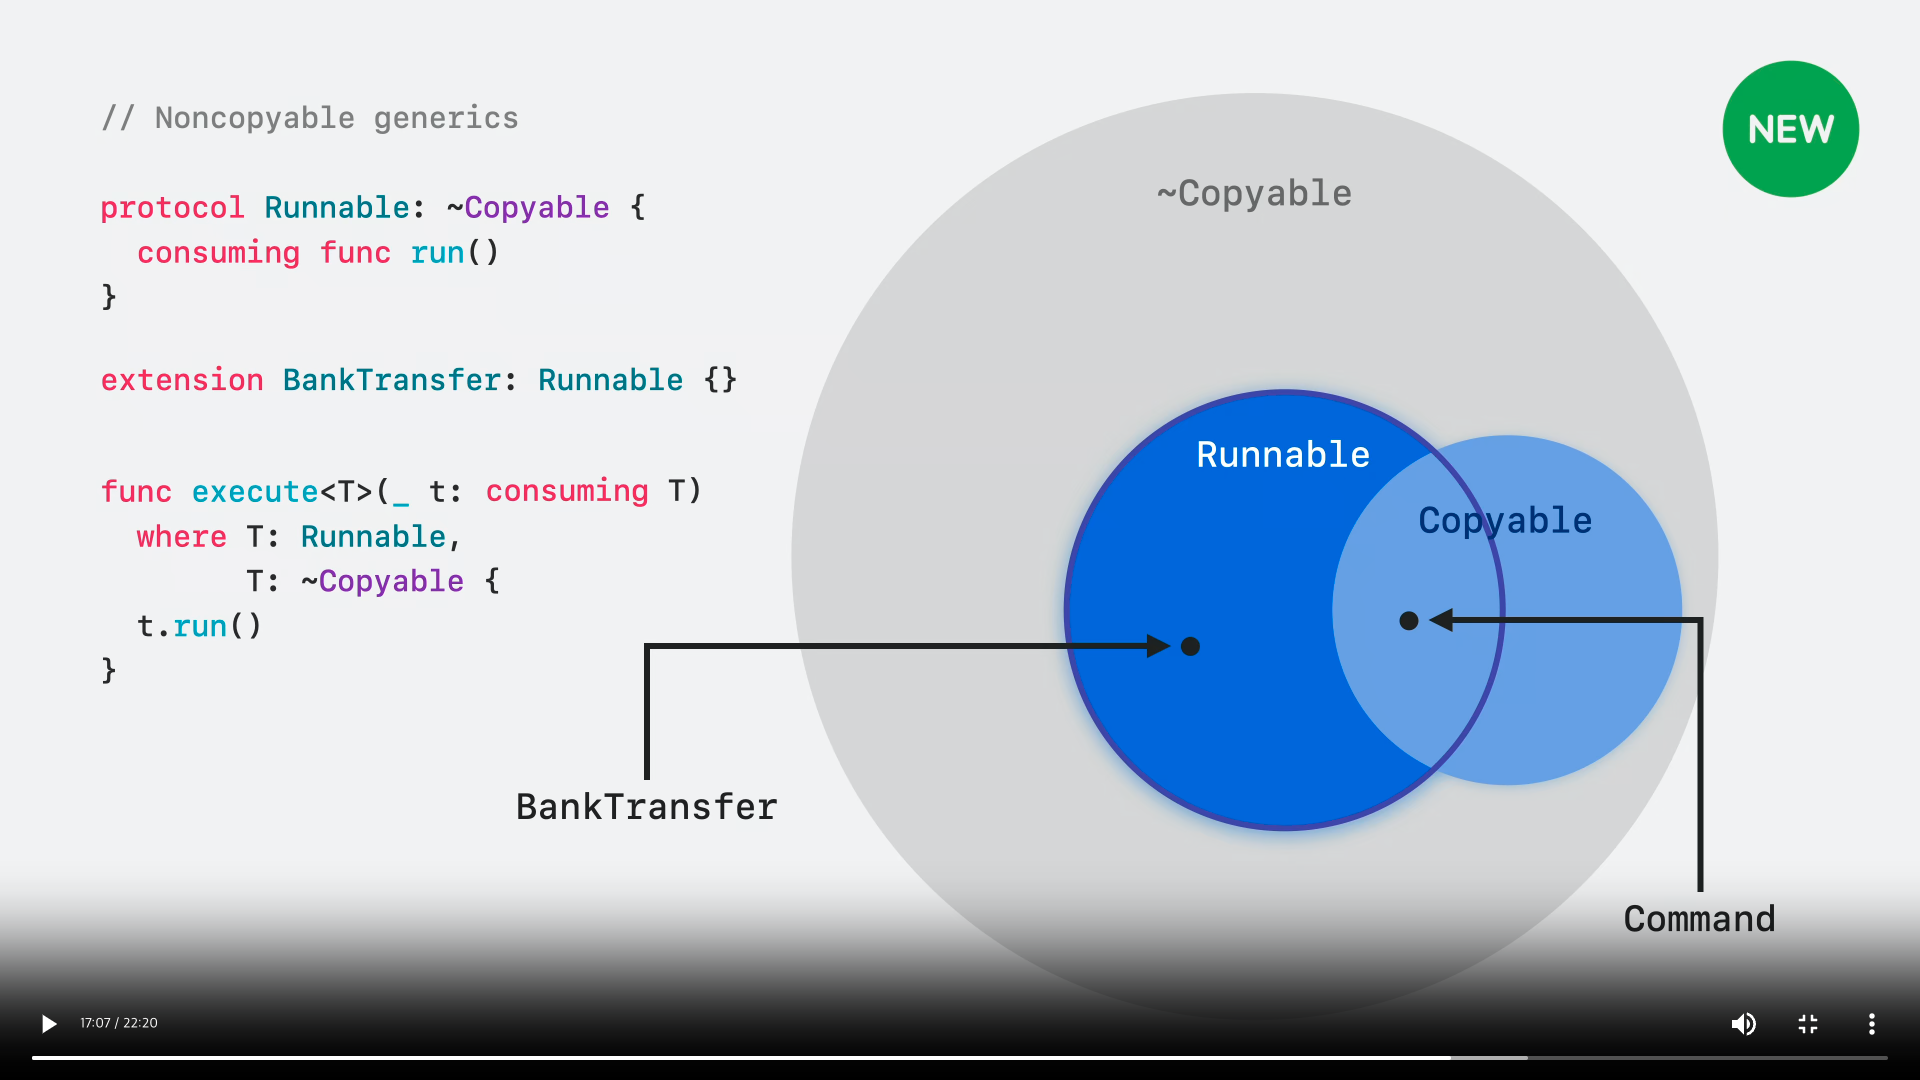 // Noncopyable generics
protocol Runnable: ~Copyable {
  consuming func run()
}
extension BankTransfer: Runnable {}
func execute<T>(_ t: consuming T)
  where T: Runnable,
        T: ~Copyable {
  t.run()
}
NEW
~Copyable
Runnable
Copyable
BankTransfer
Command
17:07 / 22:20